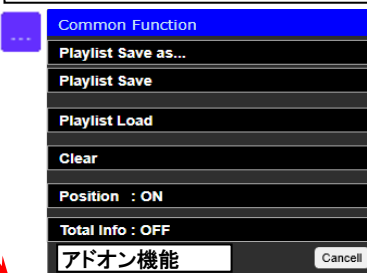 ...
Common Function
Playlist Save as...
Playlist Save
Playlist Load
Clear
Position : ON
Total Info : OFF
アドオン機能
Cancell